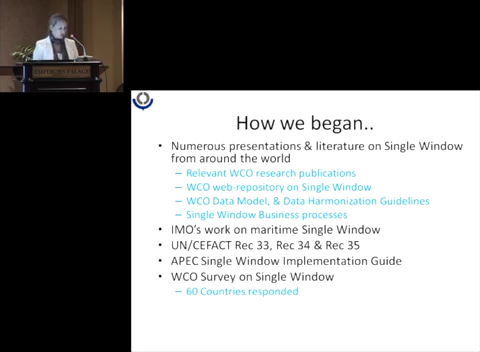 EMPEROR'S PALACE
How we began..
• Numerous presentations & literature on Single Window
from around the world
– Relevant WCO research publications
– WCO web-repository on Single Window
– WCO Data Model, & Data Harmonization Guidelines
– Single Window Business processes
• IMO's work on maritime Single Window
• UN/CEFACT Rec 33, Rec 34 & Rec 35
• APEC Single Window Implementation Guide
• WCO Survey on Single Window
– 60 Countries responded